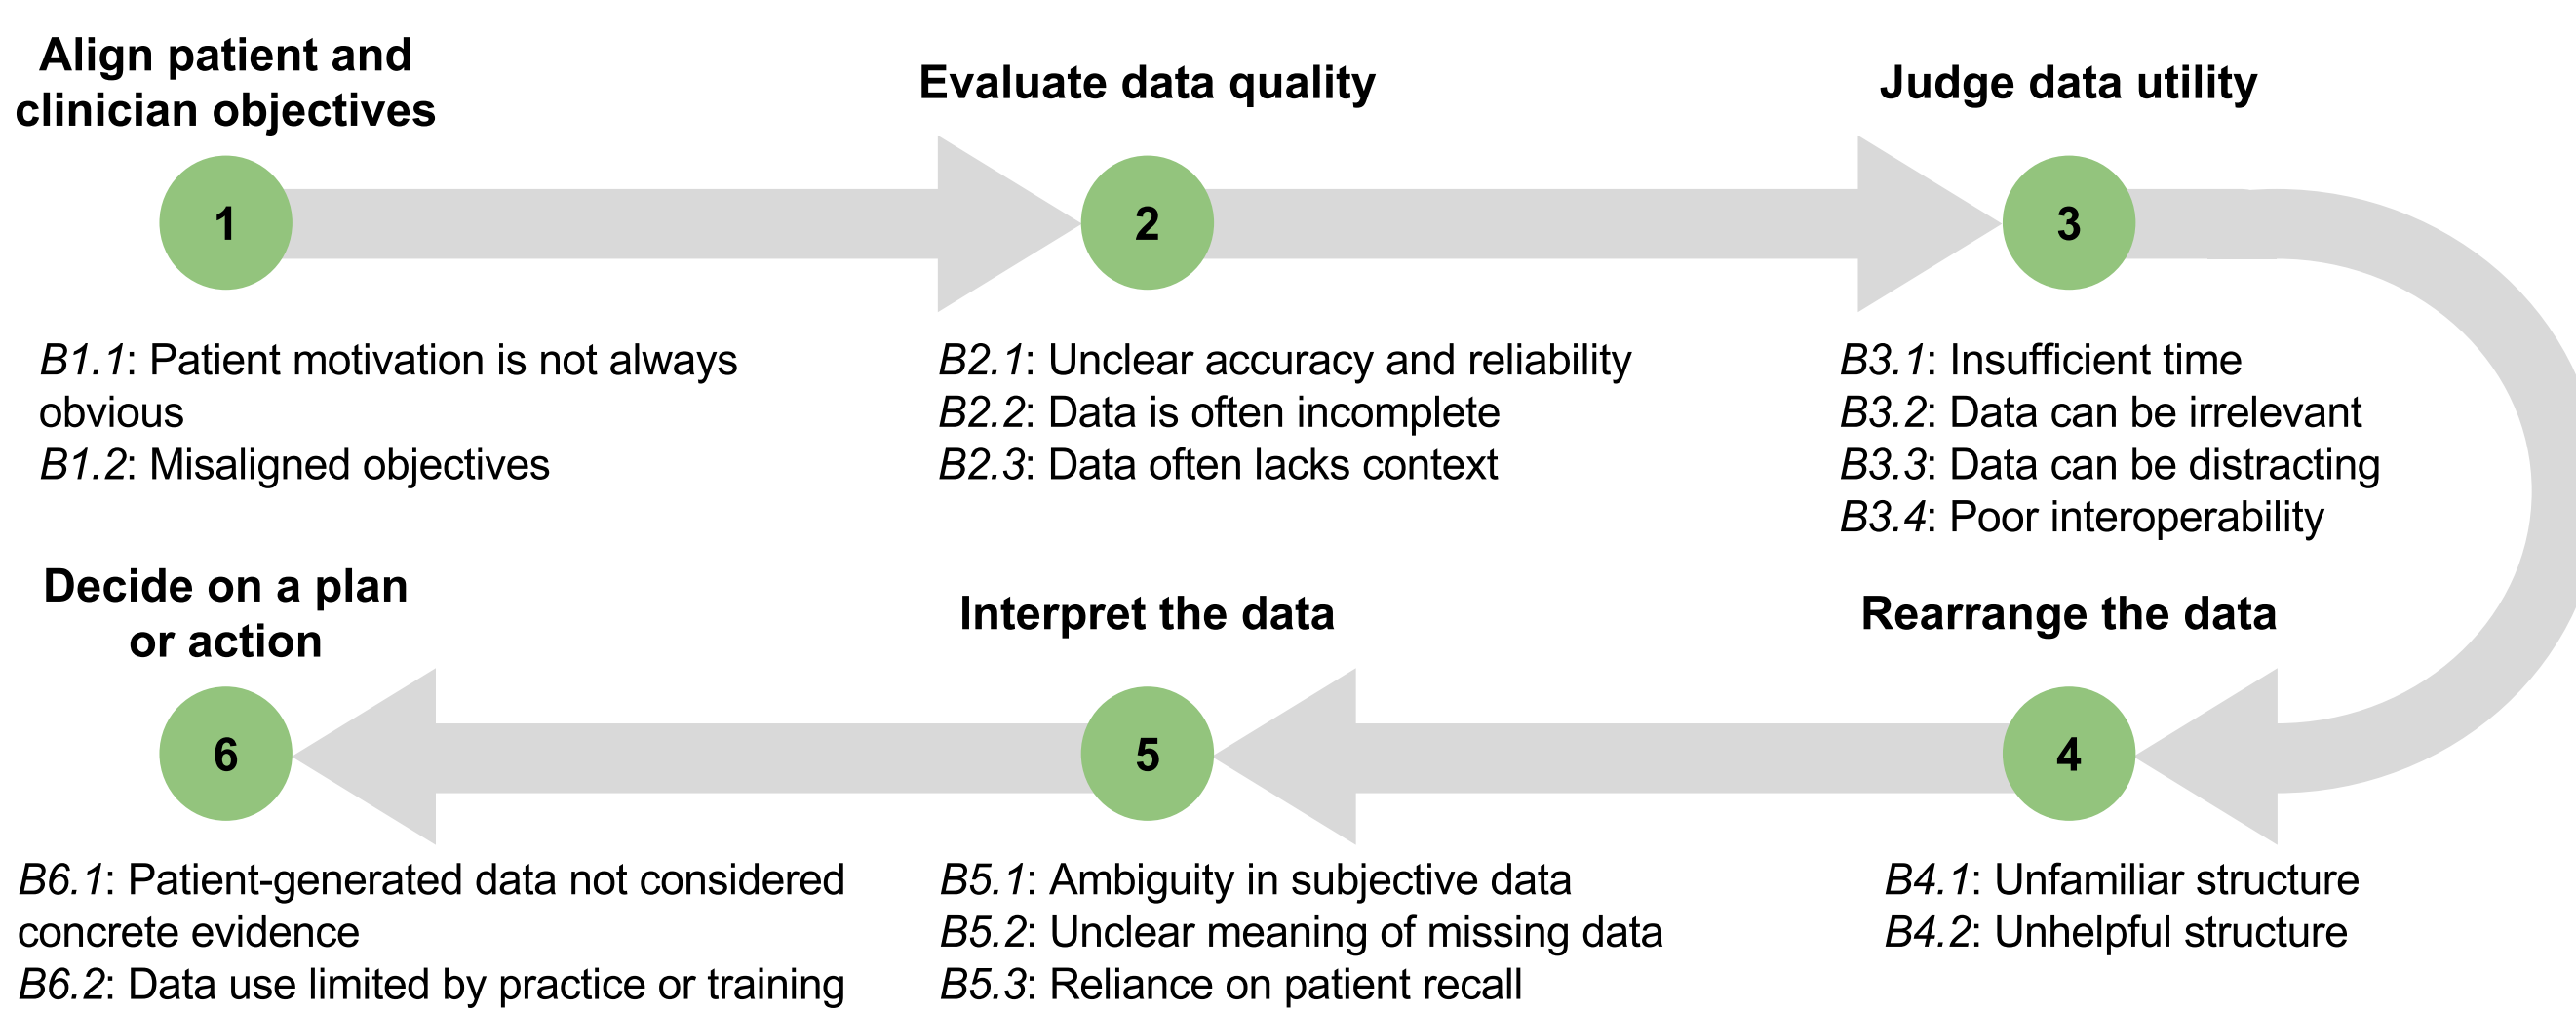 Align patient and
clinician objectives
1
B1.1: Patient motivation is not always
obvious
B1.2: Misaligned objectives
Evaluate data quality
2
B2.1: Unclear accuracy and reliability
B2.2: Data is often incomplete
B2.3: Data often lacks context
Judge data utility
3
B3.1: Insufficient time
B3.2: Data can be irrelevant
B3.3: Data can be distracting
B3.4: Poor interoperability
Rearrange the data
4
B4.1: Unfamiliar structure
B4.2: Unhelpful structure
Interpret the data
5
B5.1: Ambiguity in subjective data
B5.2: Unclear meaning of missing data
B5.3: Reliance on patient recall
Decide on a plan
or action
6
B6.1: Patient-generated data not considered
concrete evidence
B6.2: Data use limited by practice or training